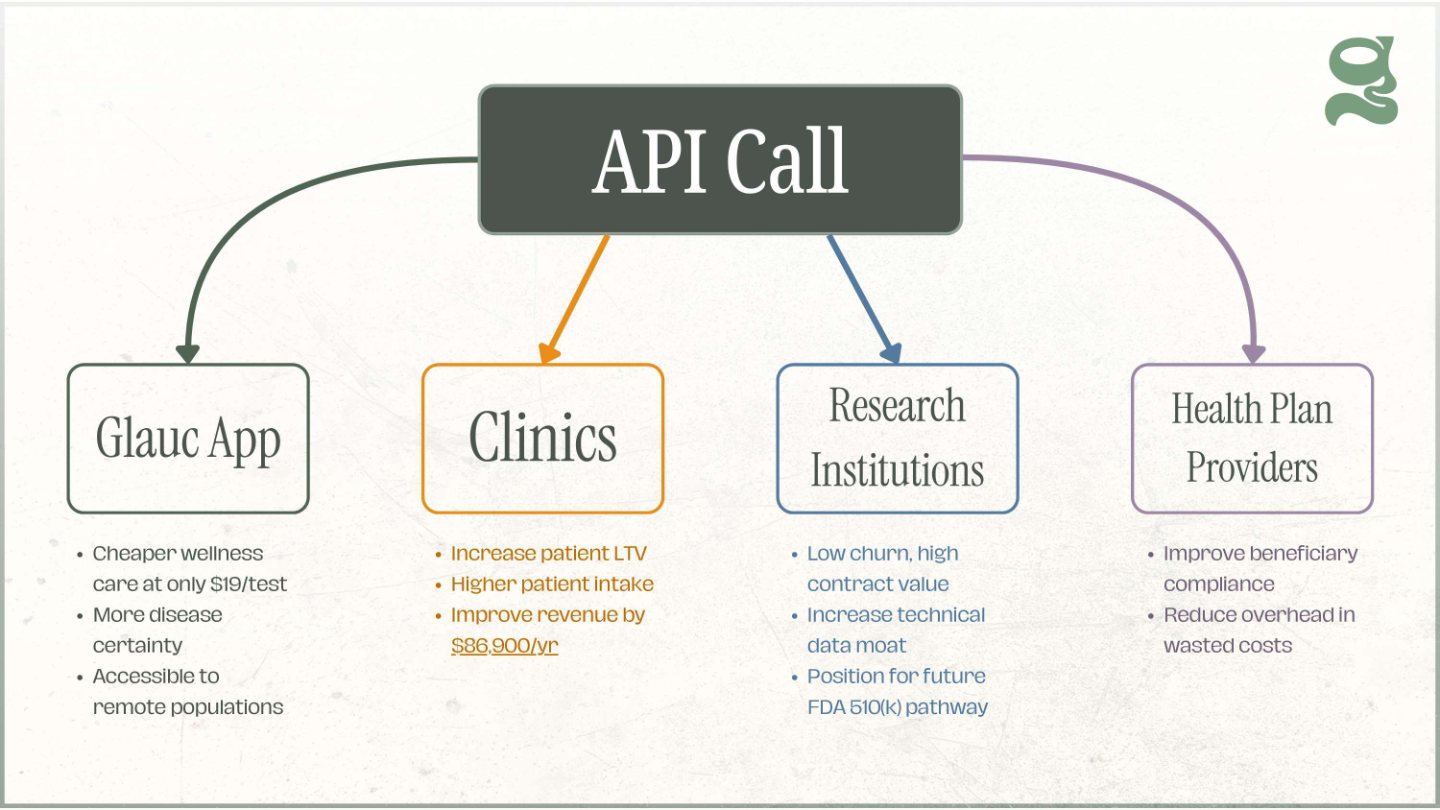 API Call
Glauc App
Clinics
Research
Institutions
Health Plan
Providers
• Cheaper wellness
care at only $19/test
• More disease
certainty
• Accessible to
remote populations
• Increase patient LTV
• Higher patient intake
• Improve revenue by
$86,900/yr
• Low churn, high
contract value
• Increase technical
data moat
• Position for future
FDA 510(k) pathway
• Improve beneficiary
compliance
• Reduce overhead in
wasted costs
g